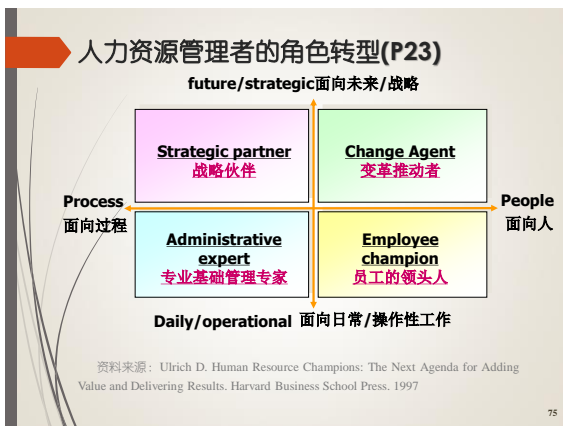 人力资源管理者的角色转型(P23)
future/strategic面向未来/战略
Strategic partner
战略伙伴
Change Agent
变革推动者
Process
面向过程
People
面向人
Administrative
expert
专业基础管理专家
Employee
champion
员工的领头人
Daily/operational 面向日常/操作性工作
资料来源：Ulrich D. Human Resource Champions: The Next Agenda for Adding
Value and Delivering Results. Harvard Business School Press. 1997
75